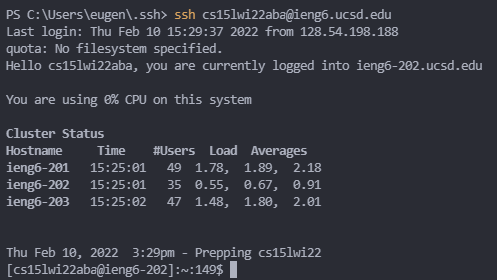 PS C:\Users\eugen\.ssh> ssh cs15lwi22aba@ieng6.ucsd.edu
Last login: Thu Feb 10 15:29:37 2022 from 128.54.198.188
quota: No filesystem specified.
Hello cs15lwi22aba, you are currently logged into ieng6-202.ucsd.edu
You are using 0% CPU on this system
Cluster Status
Hostname     Time    #Users  Load  Averages
ieng6-201   15:25:01   49  1.78,  1.89,  2.18
ieng6-202   15:25:01   35  0.55,  0.67,  0.91
ieng6-203   15:25:02   47  1.48,  1.80,  2.01
Thu Feb 10, 2022  3:29pm - Prepping cs15lwi22
[cs15lwi22aba@ieng6-202]:~:149$